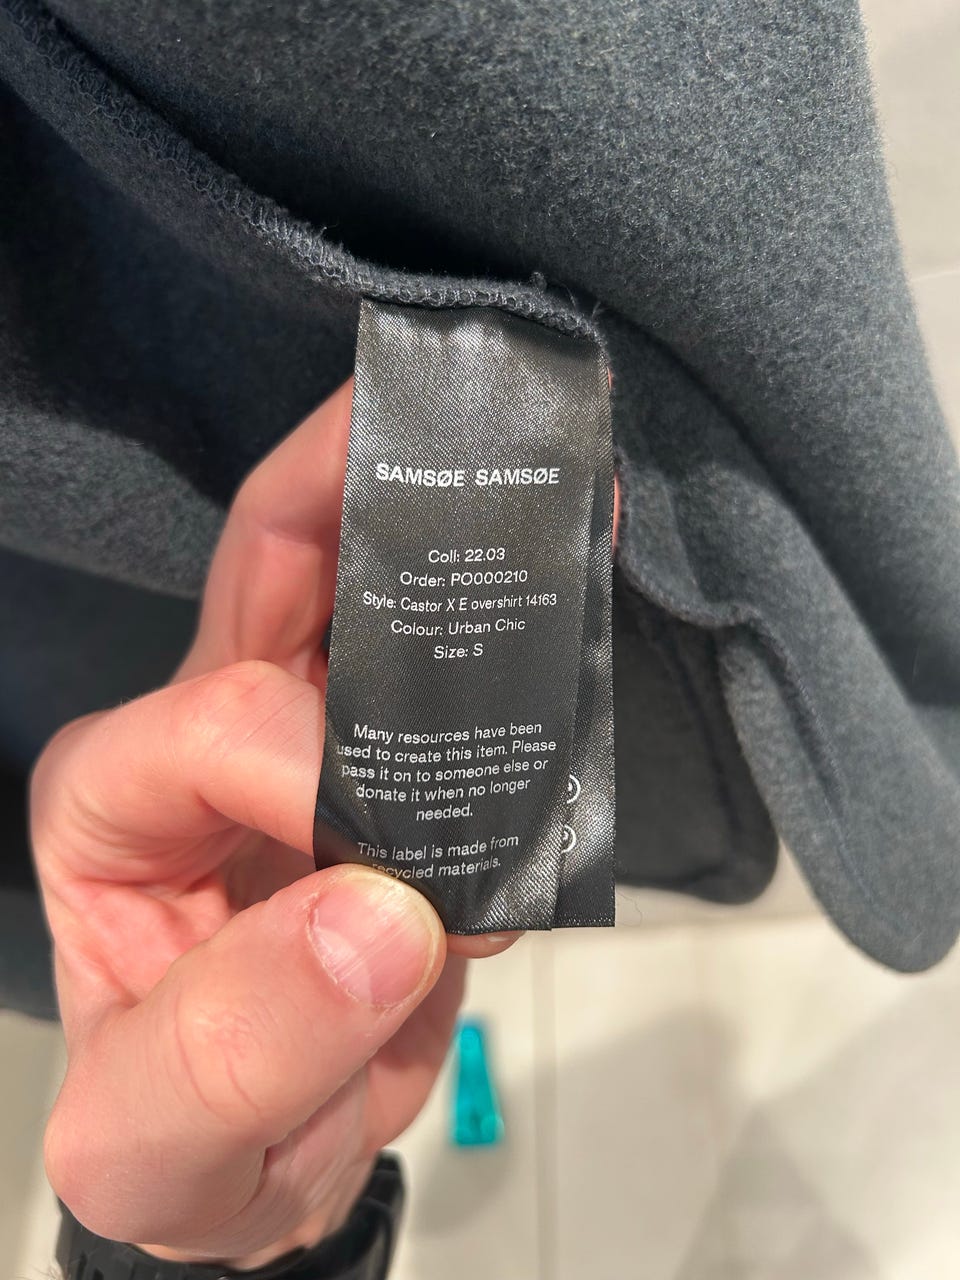 SAMSØE SAMSØE
Coll: 22.03
Order: PO000210
Style: Castor X E overshirt 14163
Colour: Urban Chic
Size: S
Many resources have been
used to create this item. Please
pass it on to someone else or
donate it when no longer
needed.
This label is made from
recycled materials.